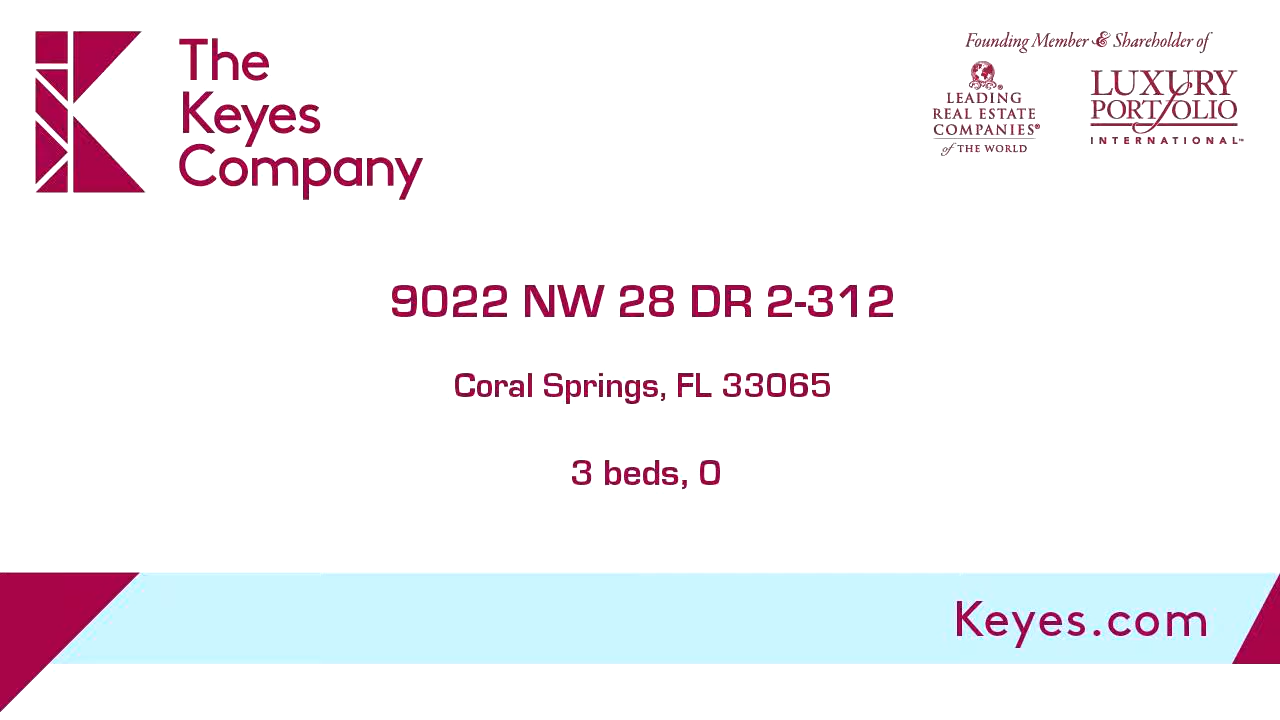 The
Keyes
Company
Founding Member & Shareholder of
LEADING
REAL ESTATE
COMPANIES®
of THE WORLD
LUXURY
PORTFOLIO
INTERNATIONAL™
9022 NW 28 DR 2-312
Coral Springs, FL 33065
3 beds, 0
Keyes.com